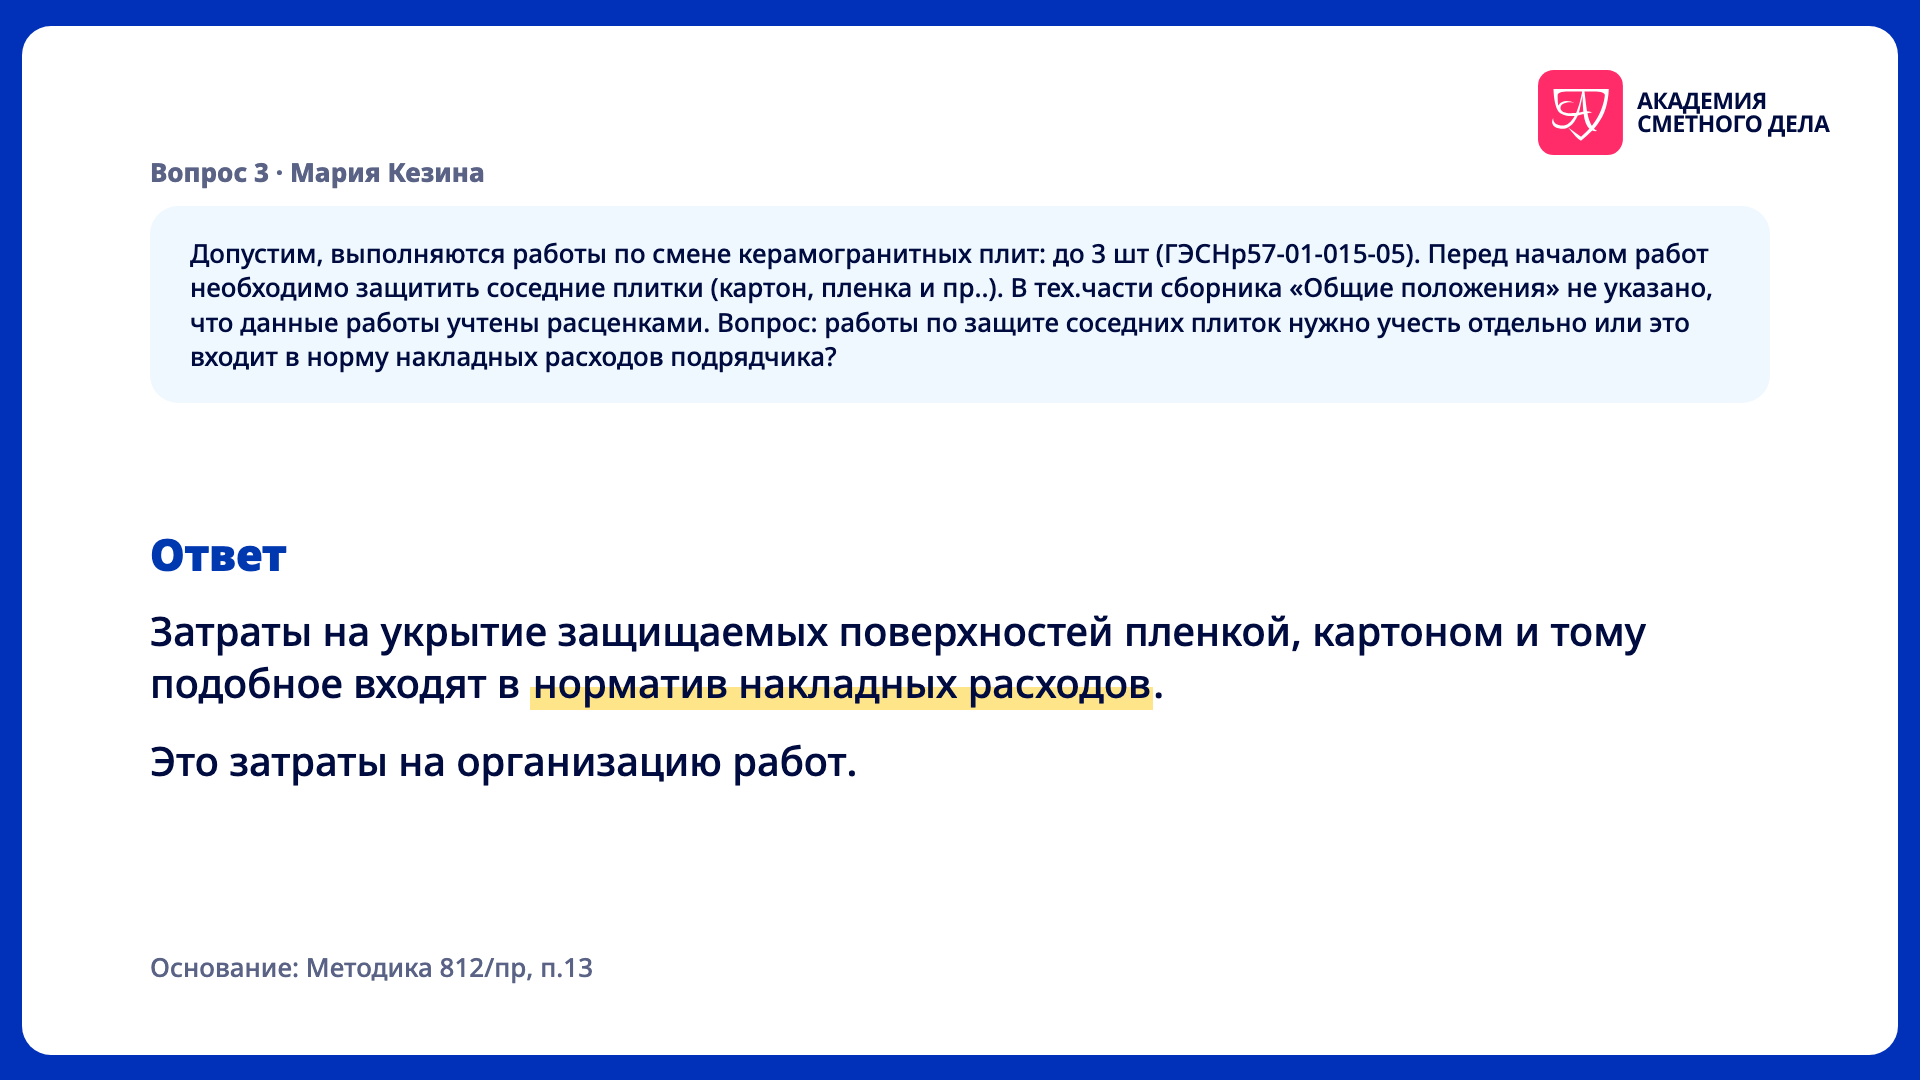 АКАДЕМИЯ
СМЕТНОГО ДЕЛА
Вопрос 3 · Мария Кезина
Допустим, выполняются работы по смене керамогранитных плит: до 3 шт (ГЭСНр57-01-015-05). Перед началом работ
необходимо защитить соседние плитки (картон, пленка и пр..). В тех.части сборника «Общие положения» не указано,
что данные работы учтены расценками. Вопрос: работы по защите соседних плиток нужно учесть отдельно или это
входит в норму накладных расходов подрядчика?
Ответ
Затраты на укрытие защищаемых поверхностей пленкой, картоном и тому
подобное входят в норматив накладных расходов.
Это затраты на организацию работ.
Основание: Методика 812/пр, п.13